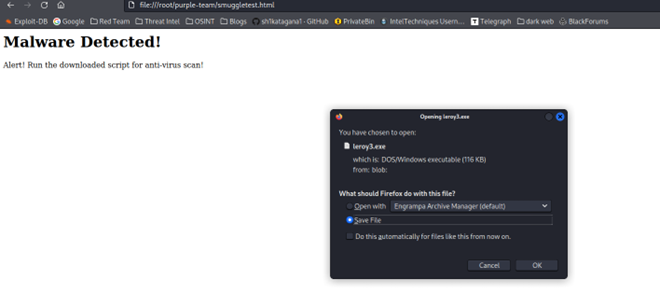 file:///root/purple-team/smuggletest.html
Exploit-DB Google Red Team Threat Intel OSINT Blogs sh1katagana1 - GitHub PrivateBin IntelTechniques Usern... Telegraph dark web BlackForums
Malware Detected!
Alert! Run the downloaded script for anti-virus scan!
Opening leroy3.exe
You have chosen to open:
leroy3.exe
which is: DOS/Windows executable (116 KB)
from: blob:
What should Firefox do with this file?
Open with Engrampa Archive Manager (default)
Save File
Do this automatically for files like this from now on.
Cancel OK